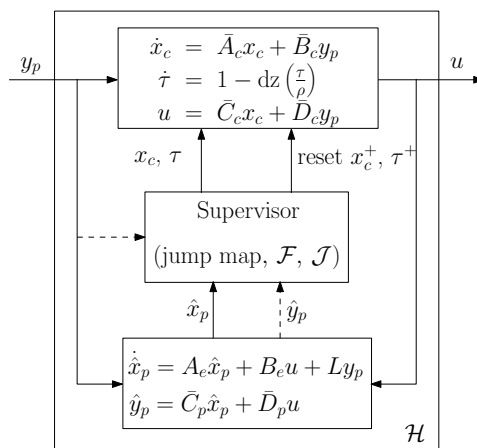 y_p
ẋ_c = Ā_c x_c + B̄_c y_p
τ̇ = 1 − dz(τ/ρ)
u = C̄_c x_c + D̄_c y_p
u
x_c, τ
reset x_c^+, τ^+
Supervisor
(jump map, ℱ, 𝒥)
x̂_p
ŷ_p
\dot{x̂}_p = A_e x̂_p + B_e u + L y_p
ŷ_p = C̄_p x̂_p + D̄_p u
ℋ